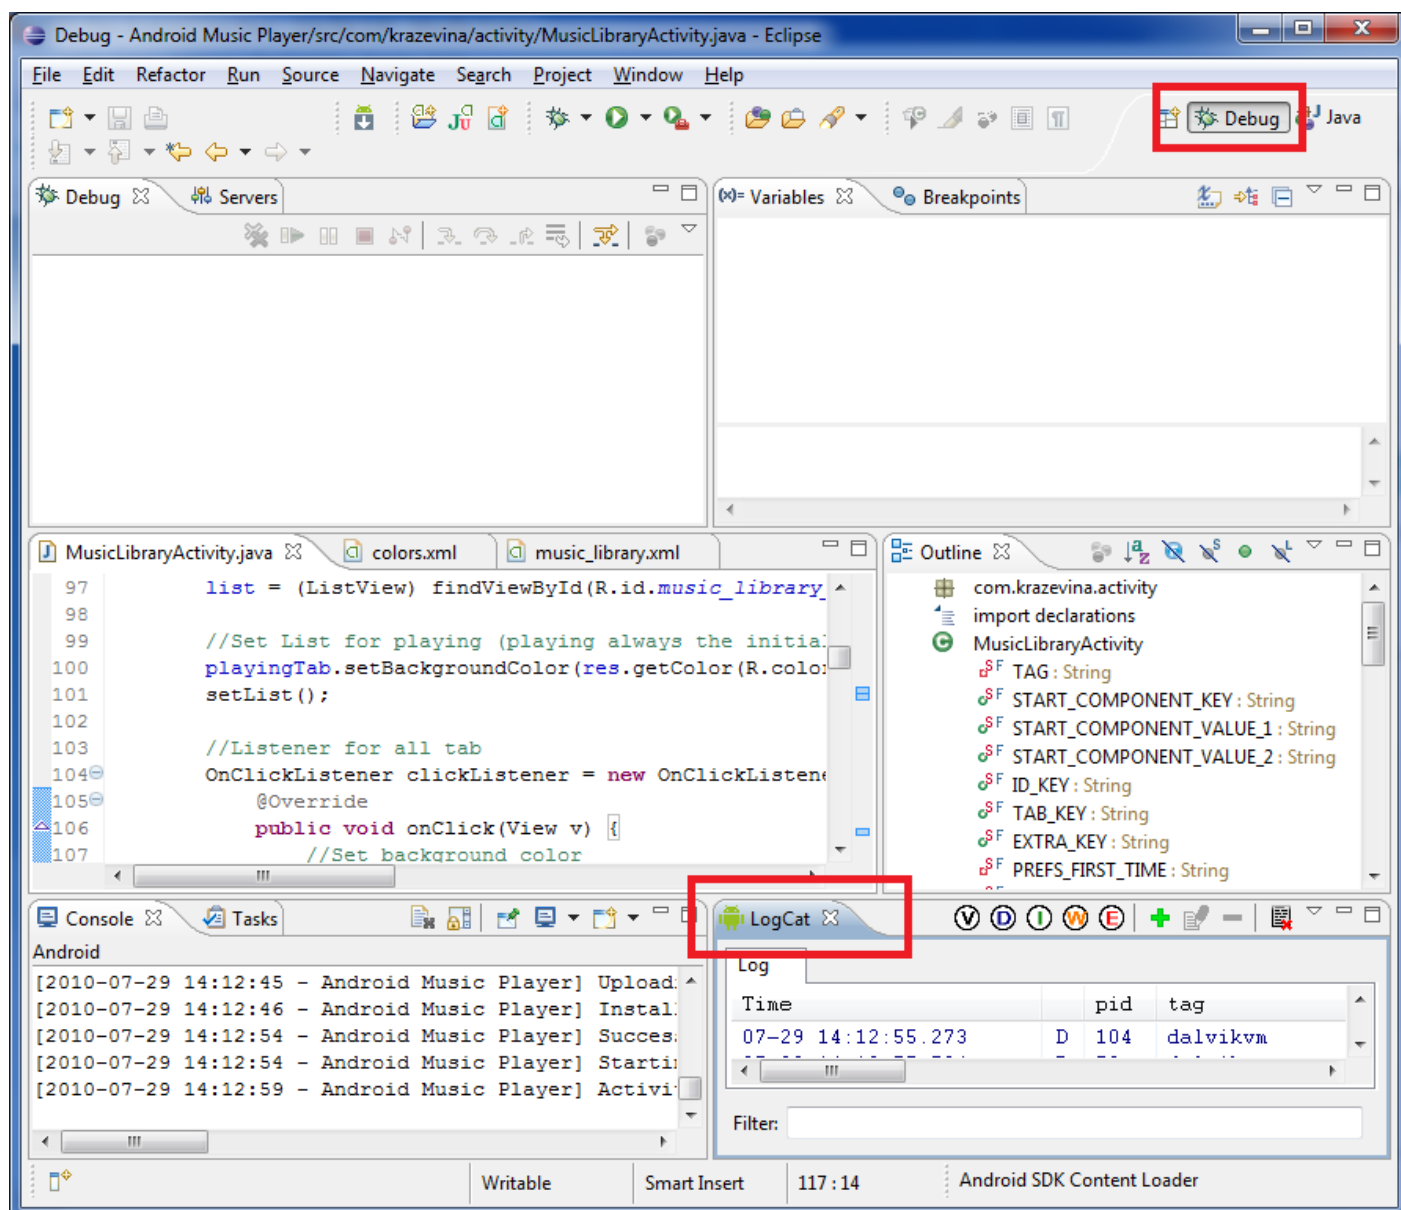 Debug - Android Music Player/src/com/krazevina/activity/MusicLibraryActivity.java - Eclipse
File Edit Refactor Run Source Navigate Search Project Window Help
Debug Java
Debug Servers
(x)= Variables Breakpoints
MusicLibraryActivity.java colors.xml music_library.xml
97 list = (ListView) findViewById(R.id.music_library_
98
99 //Set List for playing (playing always the initial
100 playingTab.setBackgroundColor(res.getColor(R.color
101 setList();
102
103 //Listener for all tab
104 OnClickListener clickListener = new OnClickListene
105 @Override
106 public void onClick(View v) {
107 //Set background color
Outline
com.krazevina.activity
import declarations
MusicLibraryActivity
TAG : String
START_COMPONENT_KEY : String
START_COMPONENT_VALUE_1 : String
START_COMPONENT_VALUE_2 : String
ID_KEY : String
TAB_KEY : String
EXTRA_KEY : String
PREFS_FIRST_TIME : String
Console Tasks
Android
[2010-07-29 14:12:45 - Android Music Player] Upload
[2010-07-29 14:12:46 - Android Music Player] Instal
[2010-07-29 14:12:54 - Android Music Player] Succes
[2010-07-29 14:12:54 - Android Music Player] Starti
[2010-07-29 14:12:59 - Android Music Player] Activi
LogCat V D I W E
Log
Time pid tag
07-29 14:12:55.273 D 104 dalvikvm
Filter:
Writable Smart Insert 117 : 14 Android SDK Content Loader